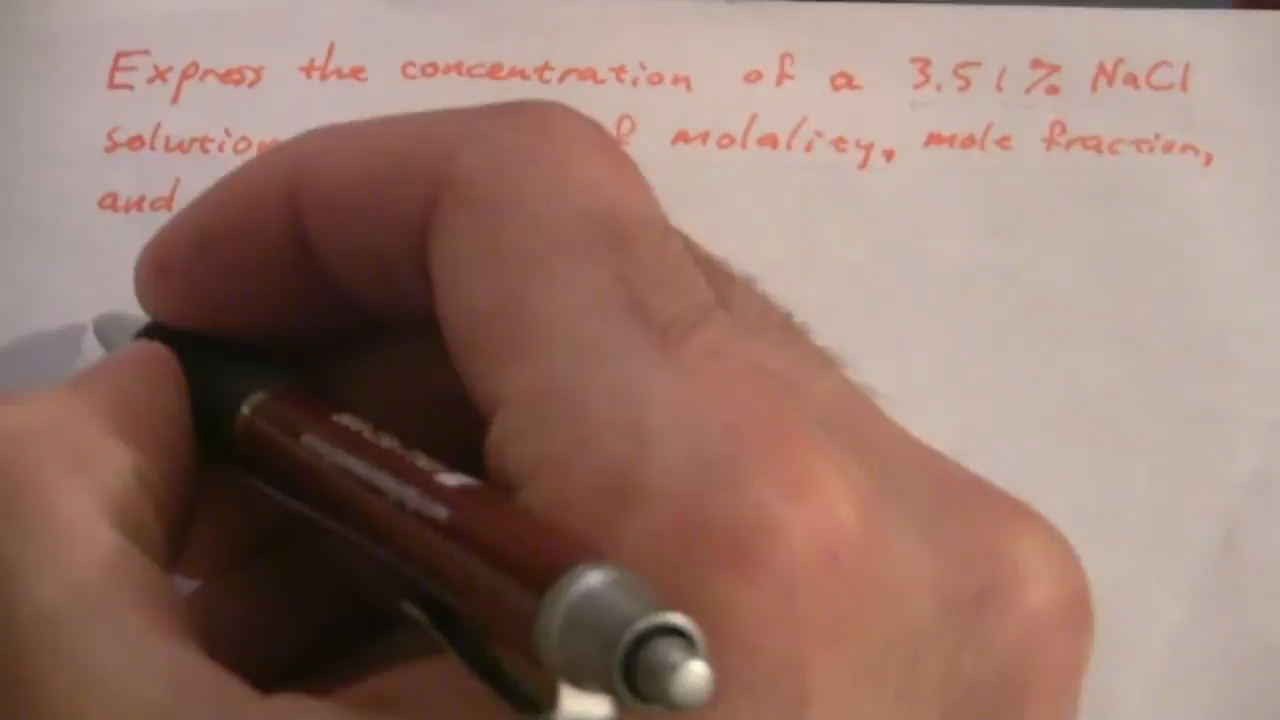 Express the concentration of a 3.51% NaCl
solution molality, mole fraction,
and